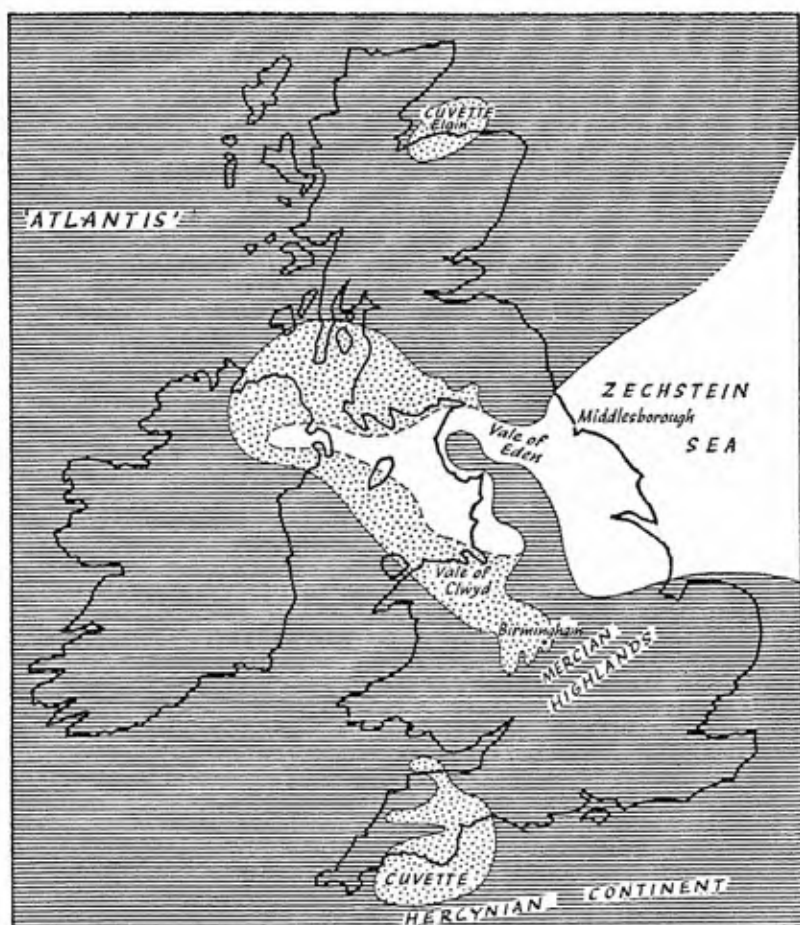 CUVETTE
Elgin
'ATLANTIS'
ZECHSTEIN
Middlesborough
SEA
Vale of
Eden
Vale of
Clwyd
Birmingham
MERCIAN
HIGHLANDS
CUVETTE
HERCYNIAN CONTINENT